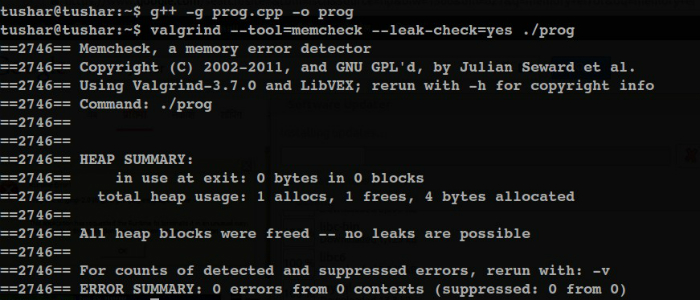 tushar@tushar:~$ g++ -g prog.cpp -o prog
tushar@tushar:~$ valgrind --tool=memcheck --leak-check=yes ./prog
==2746== Memcheck, a memory error detector
==2746== Copyright (C) 2002-2011, and GNU GPL'd, by Julian Seward et al.
==2746== Using Valgrind-3.7.0 and LibVEX; rerun with -h for copyright info
==2746== Command: ./prog
==2746==
==2746==
==2746== HEAP SUMMARY:
==2746==     in use at exit: 0 bytes in 0 blocks
==2746==   total heap usage: 1 allocs, 1 frees, 4 bytes allocated
==2746==
==2746== All heap blocks were freed -- no leaks are possible
==2746==
==2746== For counts of detected and suppressed errors, rerun with: -v
==2746== ERROR SUMMARY: 0 errors from 0 contexts (suppressed: 0 from 0)